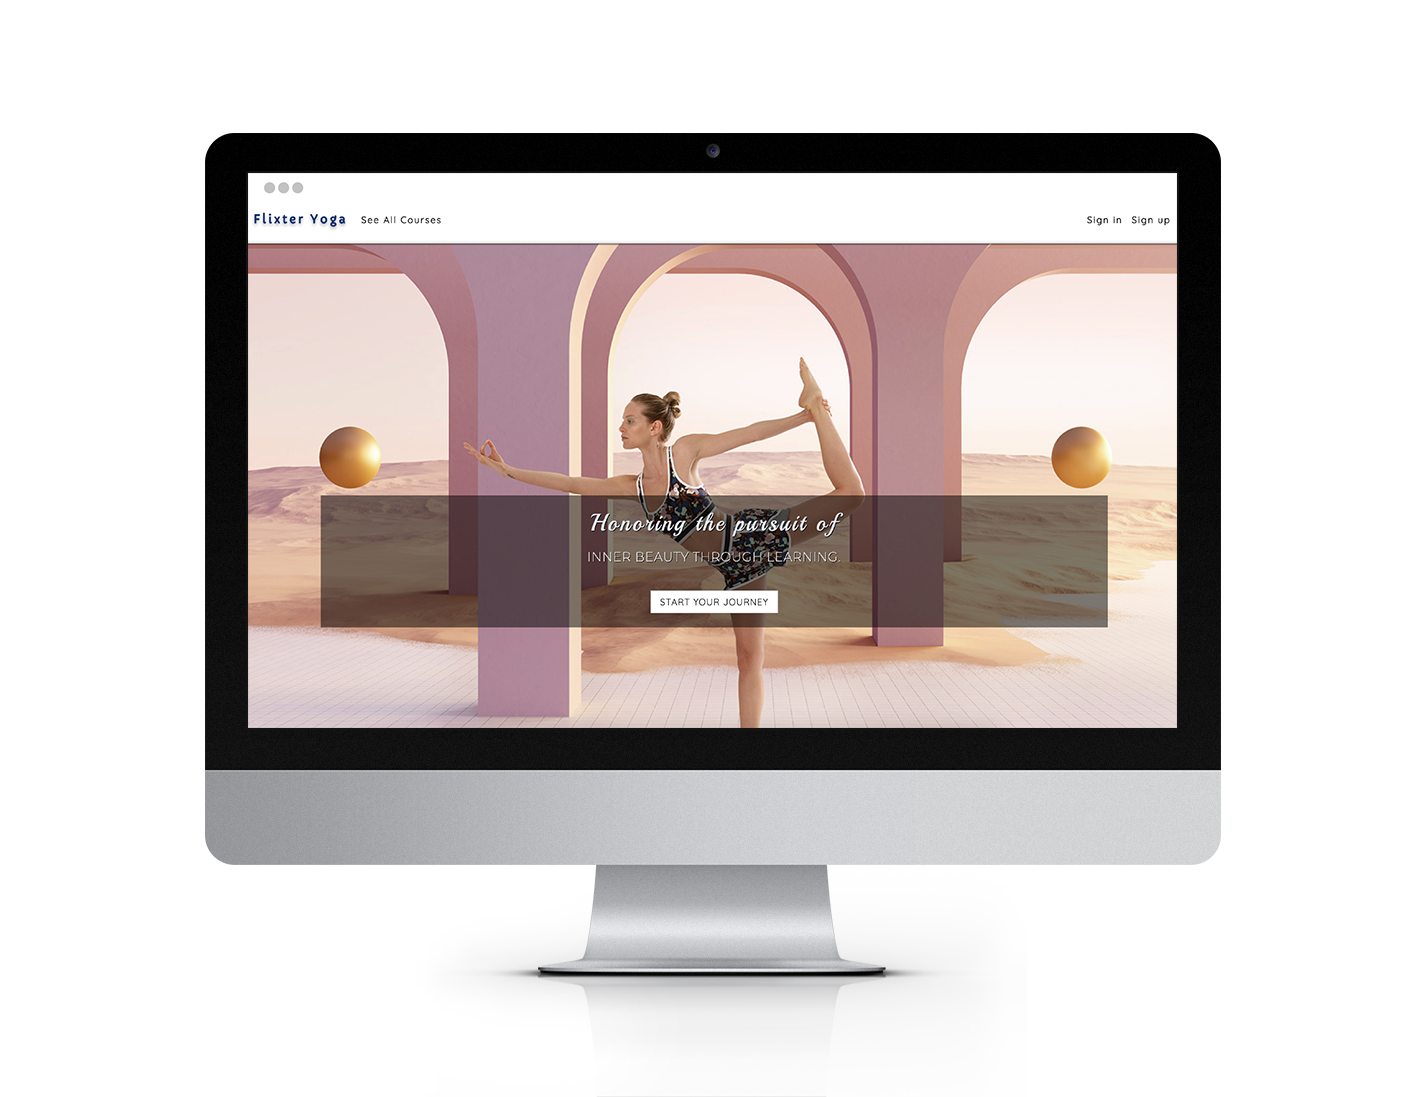 Flixter Yoga See All Courses Sign in Sign up
Honoring the pursuit of
INNER BEAUTY THROUGH LEARNING.
START YOUR JOURNEY